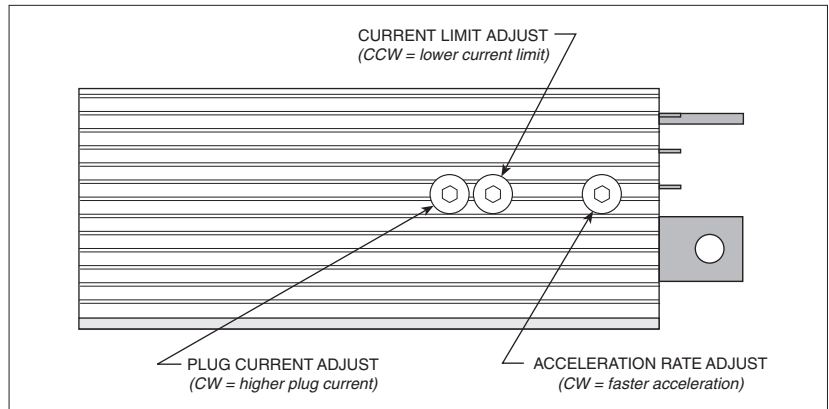 CURRENT LIMIT ADJUST
(CCW = lower current limit)
PLUG CURRENT ADJUST
(CW = higher plug current)
ACCELERATION RATE ADJUST
(CW = faster acceleration)